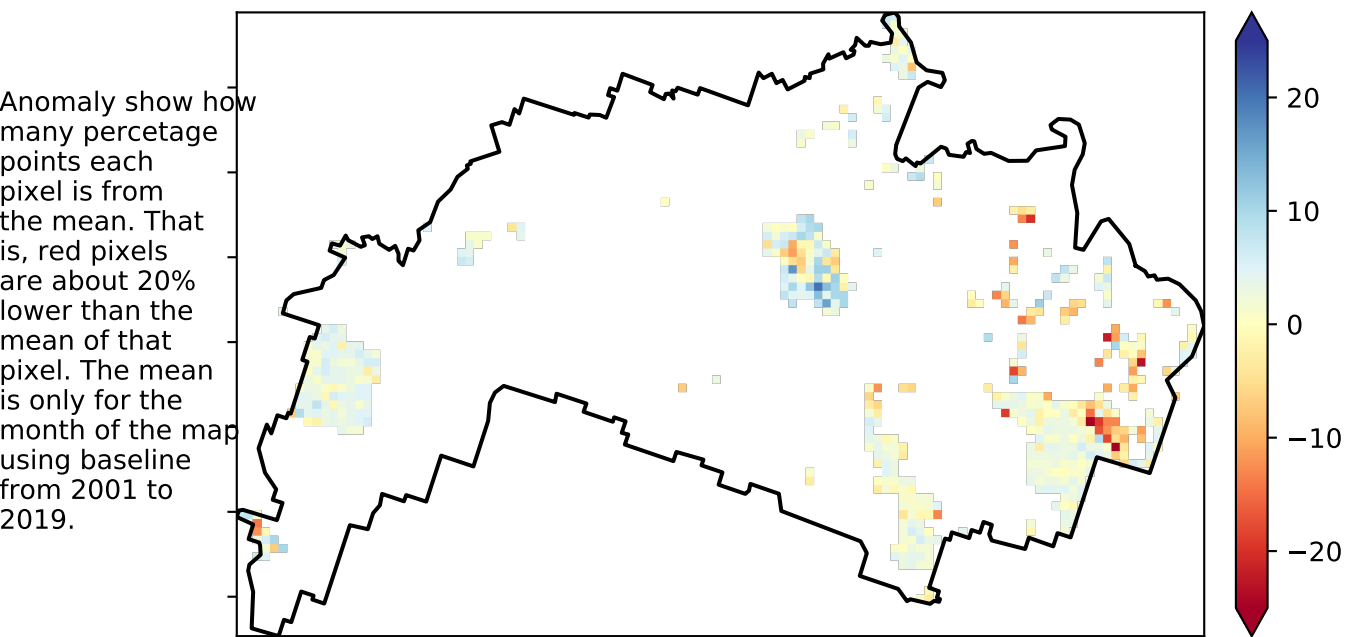 Anomaly show how
many percetage
points each
pixel is from
the mean. That
is, red pixels
are about 20%
lower than the
mean of that
pixel. The mean
is only for the
month of the map
using baseline
from 2001 to
2019.
20
10
0
−10
−20